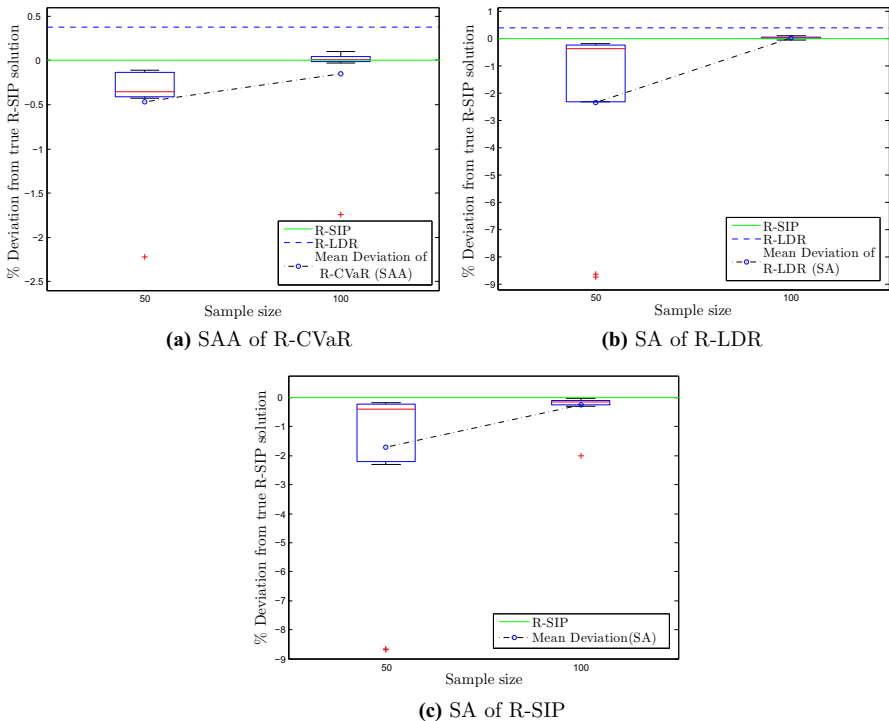 % Deviation from true R-SIP solution
0.5
0
−0.5
−1
−1.5
−2
−2.5
50
100
Sample size
R-SIP
R-LDR
Mean Deviation of
R-CVaR (SAA)
(a) SAA of R-CVaR
% Deviation from true R-SIP solution
1
0
−1
−2
−3
−4
−5
−6
−7
−8
−9
50
100
Sample size
R-SIP
R-LDR
Mean Deviation of
R-LDR (SA)
(b) SA of R-LDR
% Deviation from true R-SIP solution
0
−1
−2
−3
−4
−5
−6
−7
−8
−9
50
100
Sample size
R-SIP
Mean Deviation(SA)
(c) SA of R-SIP